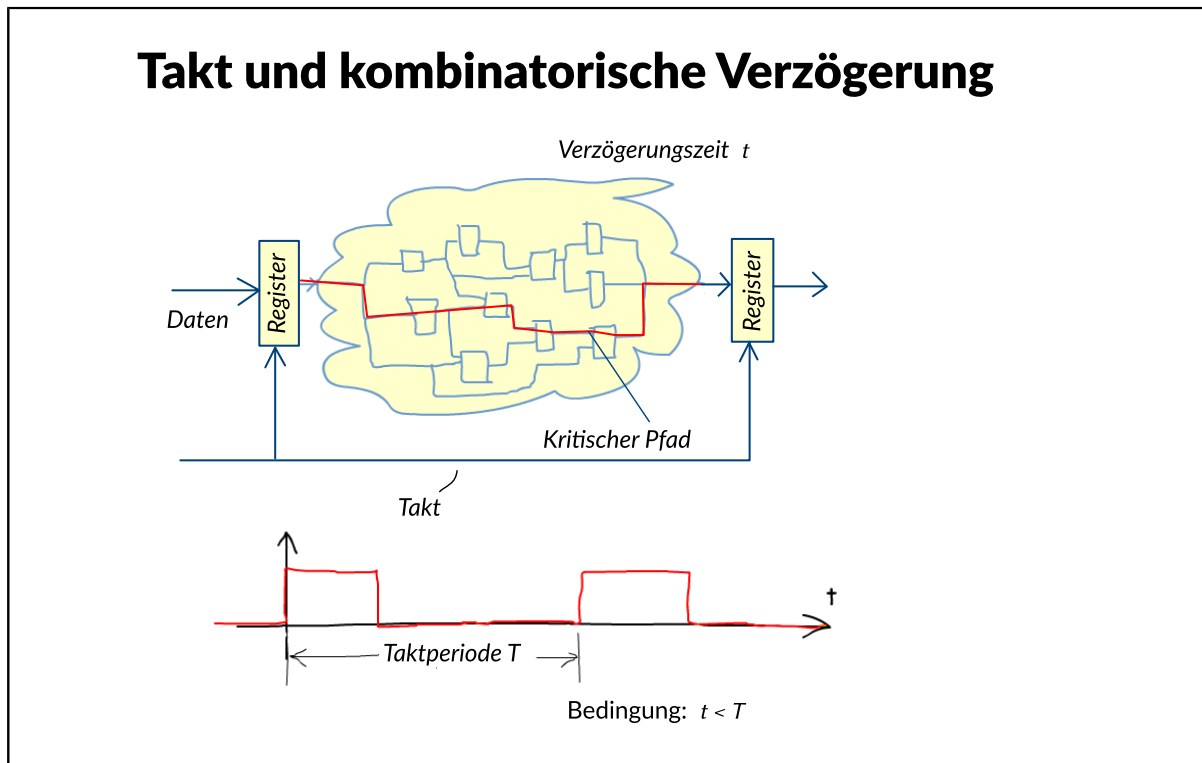 Takt und kombinatorische Verzögerung
Verzögerungszeit t
Register
Register
Daten
Kritischer Pfad
Takt
t
Taktperiode T
Bedingung: t < T